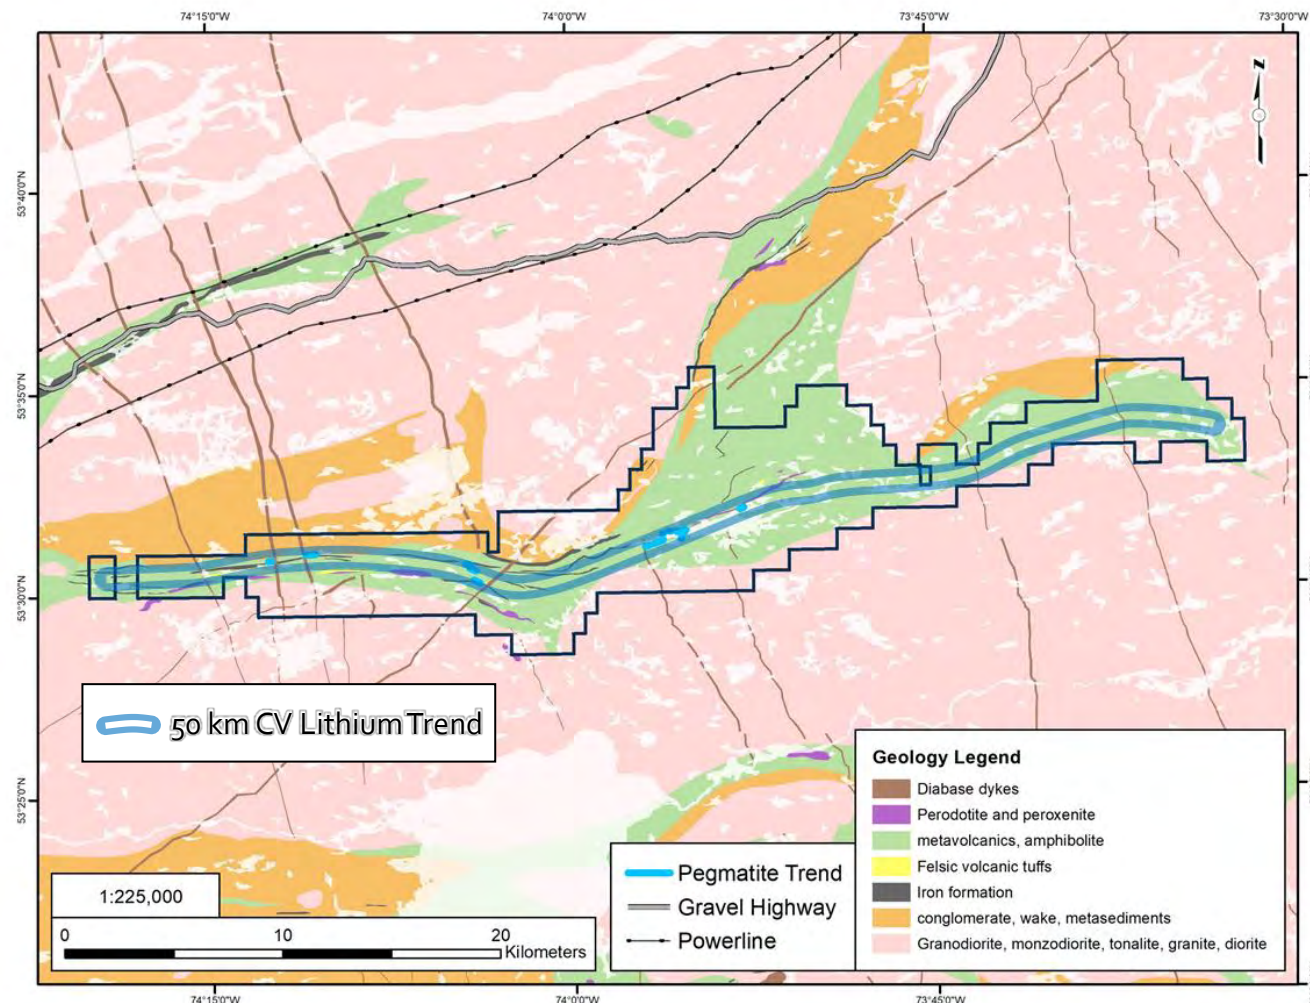 74°15'0"W
74°0'0"W
73°45'0"W
73°30'0"W
N
53°40'0"N
53°35'0"N
53°30'0"N
53°25'0"N
50 km CV Lithium Trend
1:225,000
0 10 20
Kilometers
Pegmatite Trend
Gravel Highway
Powerline
Geology Legend
Diabase dykes
Perodotite and peroxenite
metavolcanics, amphibolite
Felsic volcanic tuffs
Iron formation
conglomerate, wake, metasediments
Granodiorite, monzodiorite, tonalite, granite, diorite
74°15'0"W
74°0'0"W
73°45'0"W